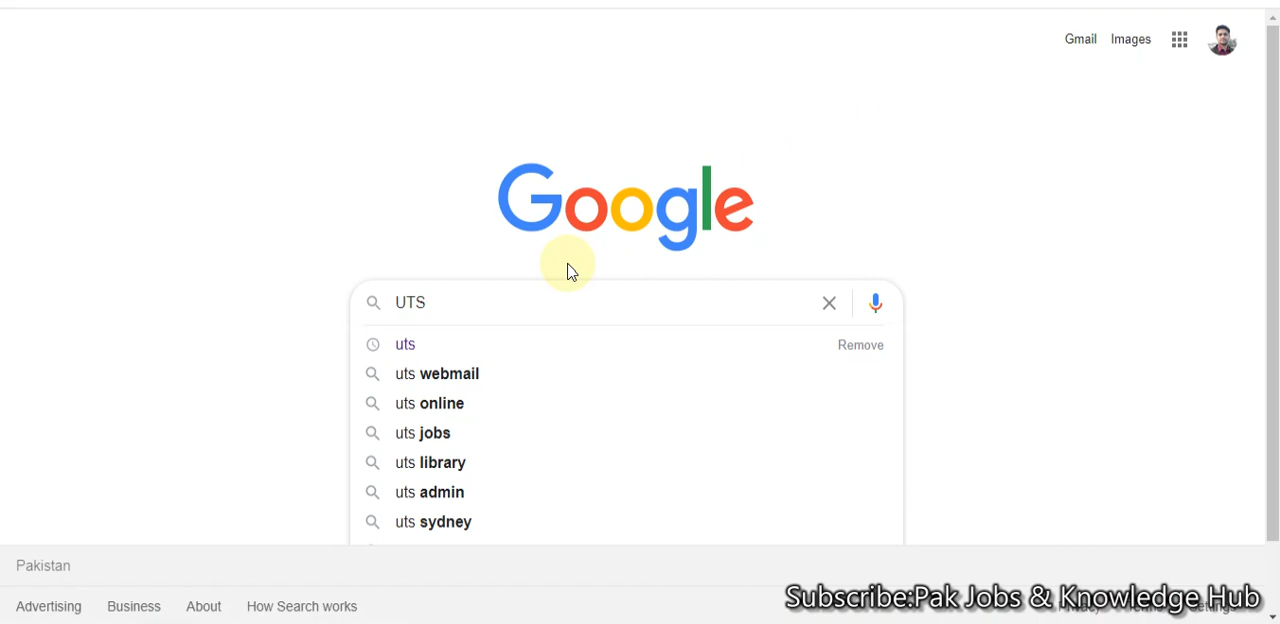 Gmail Images
Google
UTS
uts Remove
uts webmail
uts online
uts jobs
uts library
uts admin
uts sydney
Pakistan
Advertising Business About How Search works
Subscribe:Pak Jobs & Knowledge Hub